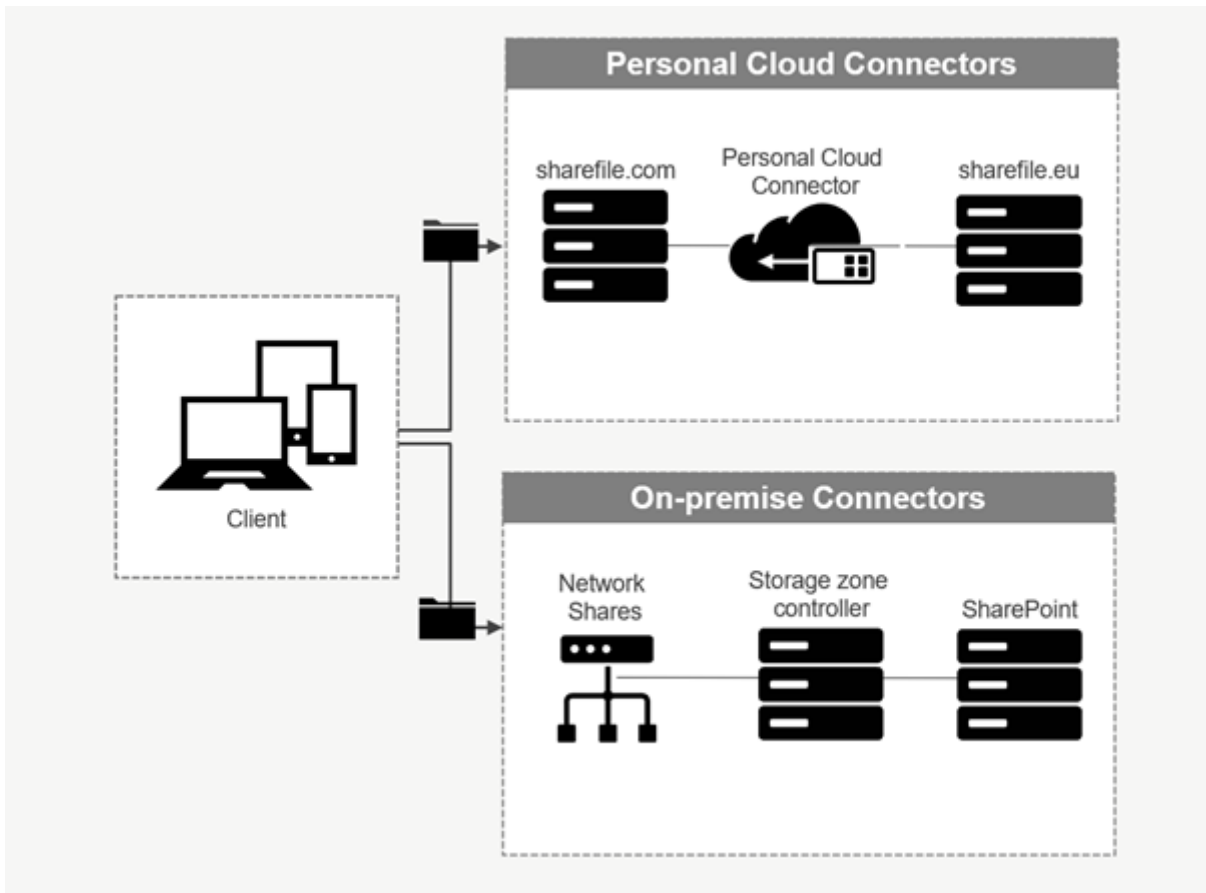 Personal Cloud Connectors
sharefile.com
Personal Cloud
Connector
sharefile.eu
Client
On-premise Connectors
Network
Shares
Storage zone
controller
SharePoint